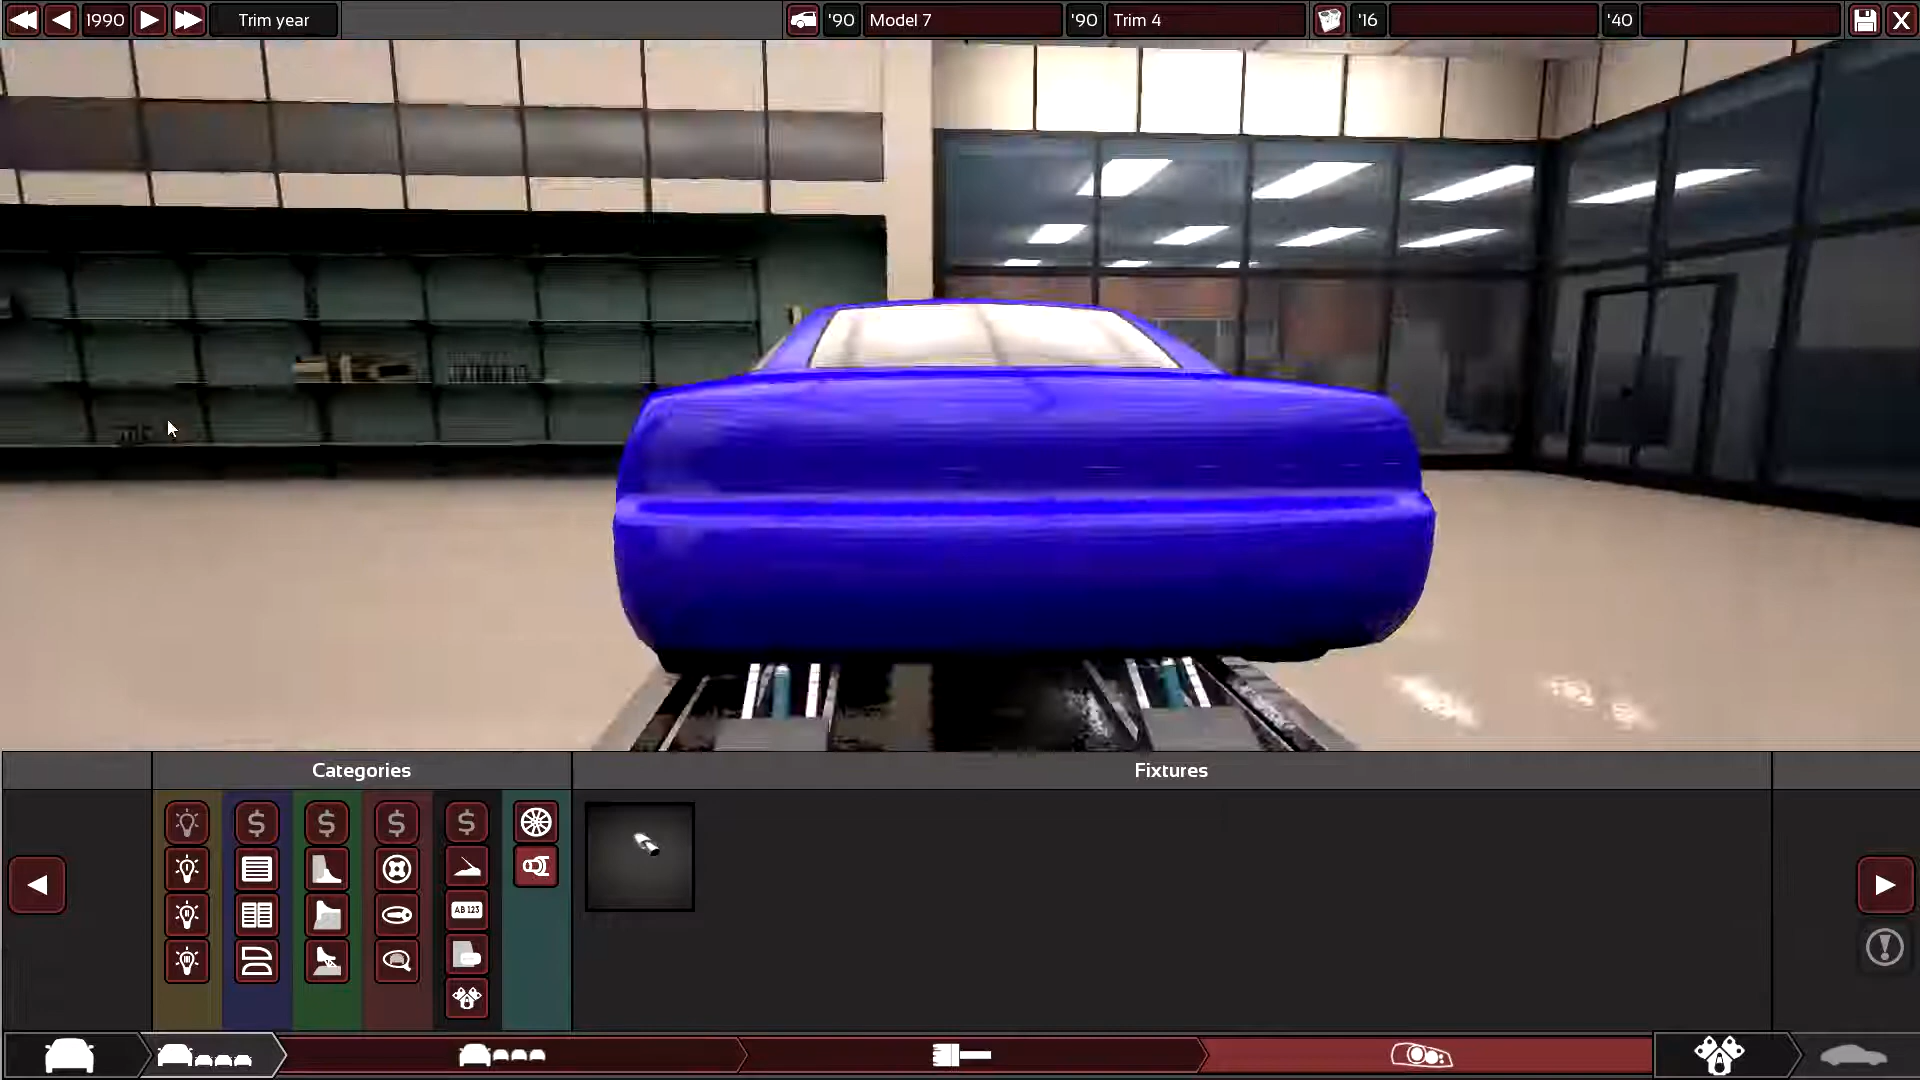 1990 Trim year '90 Model 7 '90 Trim 4 '16 '40
Categories
Fixtures
$ $ $ $
AB 123